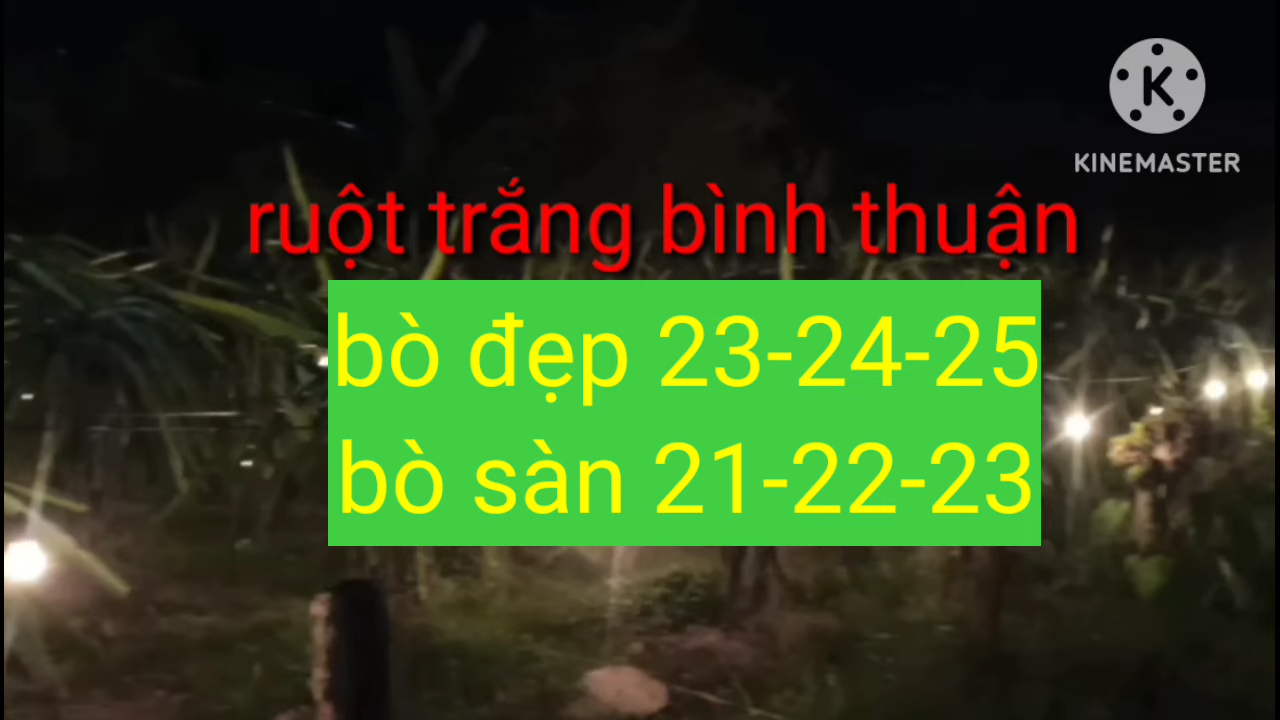 K
KINEMASTER
ruột trắng bình thuận
bò đẹp 23-24-25
bò sàn 21-22-23